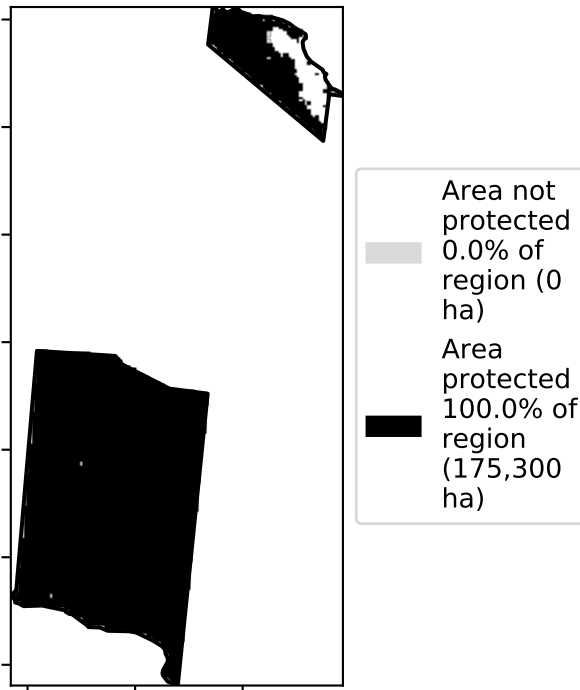 Area not
protected
0.0% of
region (0
ha)
Area
protected
100.0% of
region
(175,300
ha)